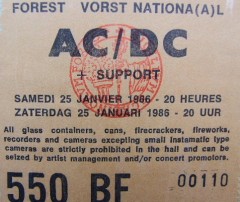 FOREST VORST NATIONA(A)L
AC/DC
+ SUPPORT
SAMEDI 25 JANVIER 1986 - 20 HEURES
ZATERDAG 25 JANUARI 1986 - 20 UUR
All glass containers, cans, firecrackers, fireworks,
recorders and cameras excepting small instamatic type
cameras are strictly prohibited in the hall and can be
seized by artist management and/or concert promotors.
550 BF 00110